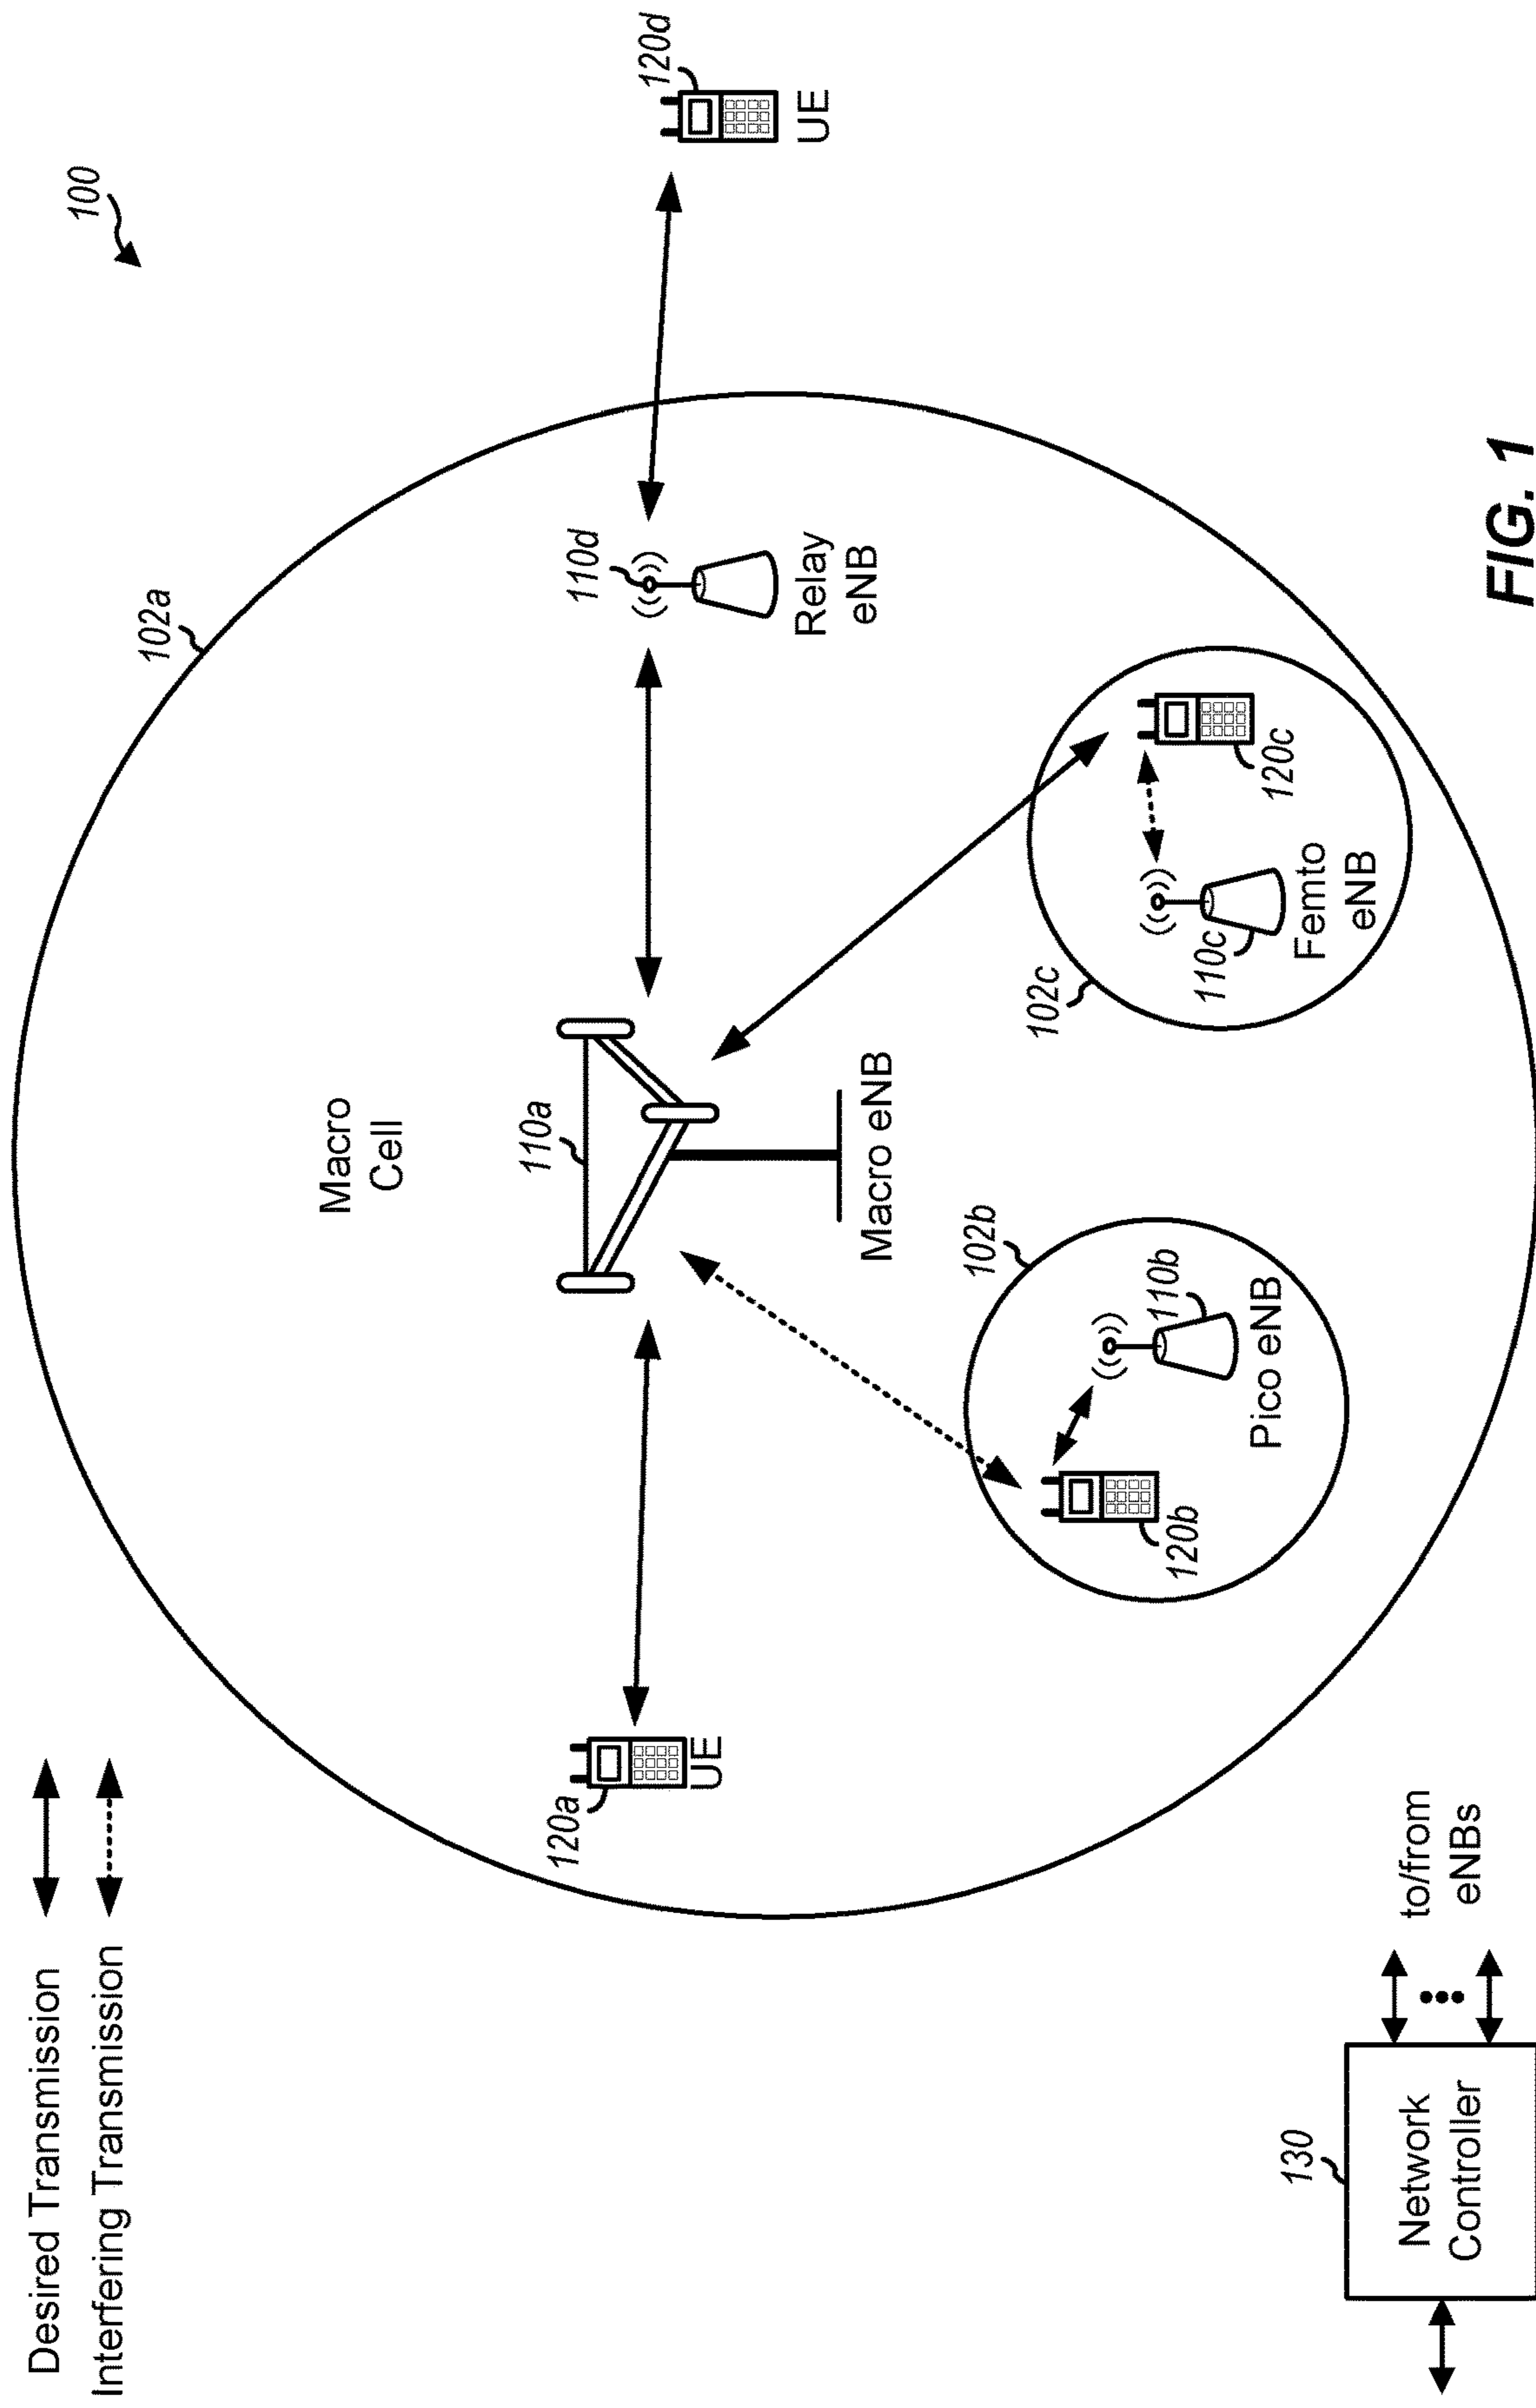 Desired Transmission
Interfering Transmission
100
102a
Macro
Cell
110a
Macro eNB
120a
UE
110d
Relay
eNB
120d
UE
102b
110b
Pico eNB
120b
102c
110c
Femto
eNB
120c
130
Network
Controller
to/from
eNBs
FIG. 1